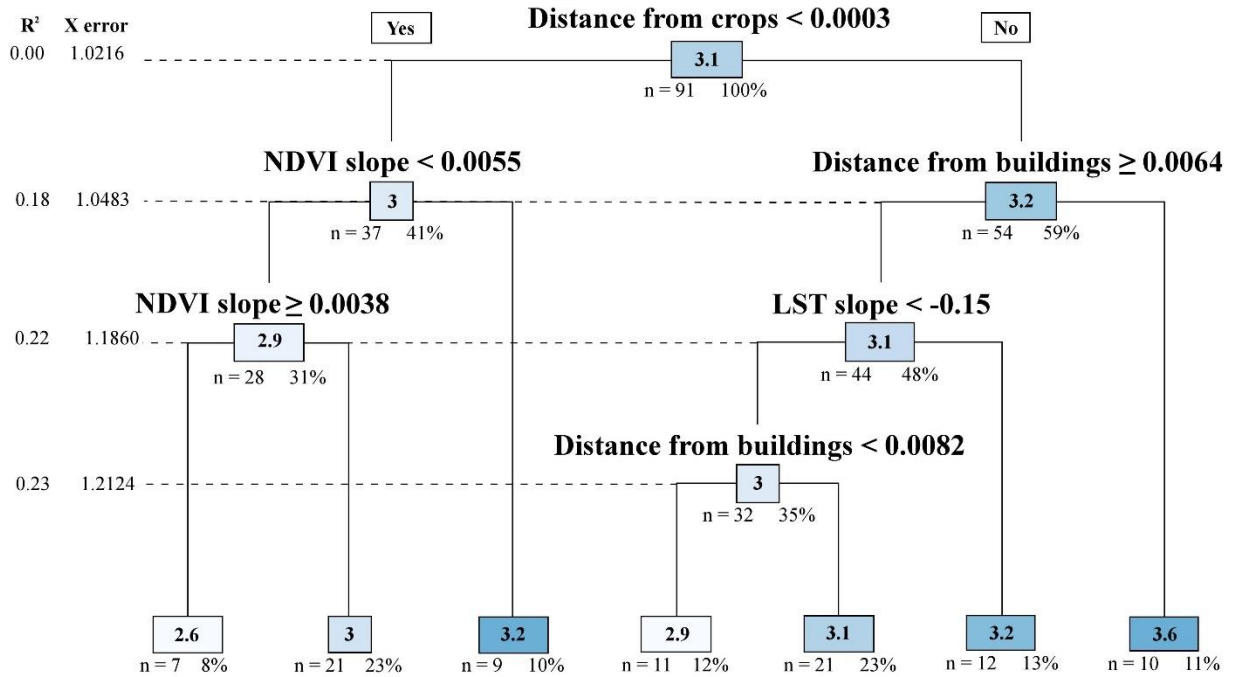 R² X error
Yes
Distance from crops < 0.0003
No
0.00 1.0216
3.1
n = 91 100%
NDVI slope < 0.0055
Distance from buildings ≥ 0.0064
0.18 1.0483
3
3.2
n = 37 41%
n = 54 59%
NDVI slope ≥ 0.0038
LST slope < -0.15
0.22 1.1860
2.9
3.1
n = 28 31%
n = 44 48%
Distance from buildings < 0.0082
0.23 1.2124
3
n = 32 35%
2.6
3
3.2
2.9
3.1
3.2
3.6
n = 7 8%
n = 21 23%
n = 9 10%
n = 11 12%
n = 21 23%
n = 12 13%
n = 10 11%